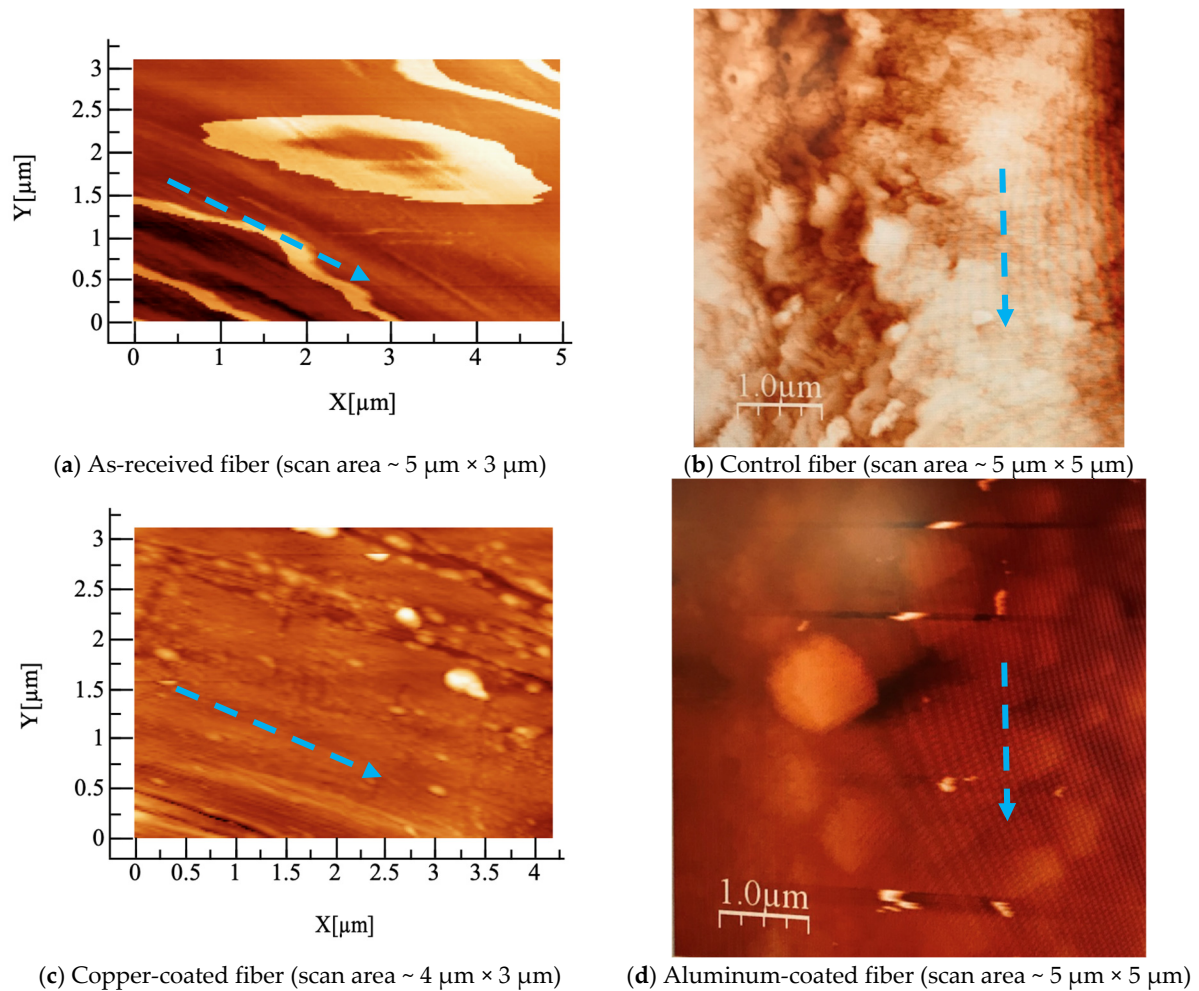 3
2.5
2
1.5
1
0.5
0
Y[µm]
0 1 2 3 4 5
X[µm]
1.0µm
(a) As-received fiber (scan area ~ 5 µm × 3 µm)
(b) Control fiber (scan area ~ 5 µm × 5 µm)
3
2.5
2
1.5
1
0.5
0
Y[µm]
0 0.5 1 1.5 2 2.5 3 3.5 4
X[µm]
1.0µm
(c) Copper-coated fiber (scan area ~ 4 µm × 3 µm)
(d) Aluminum-coated fiber (scan area ~ 5 µm × 5 µm)